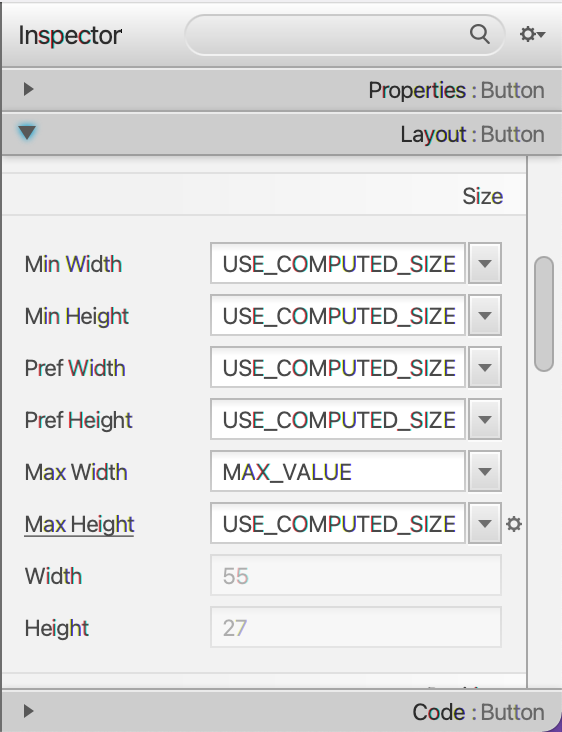 Inspector
Properties : Button
Layout : Button
Size
Min Width USE_COMPUTED_SIZE
Min Height USE_COMPUTED_SIZE
Pref Width USE_COMPUTED_SIZE
Pref Height USE_COMPUTED_SIZE
Max Width MAX_VALUE
Max Height USE_COMPUTED_SIZE
Width 55
Height 27
Code : Button